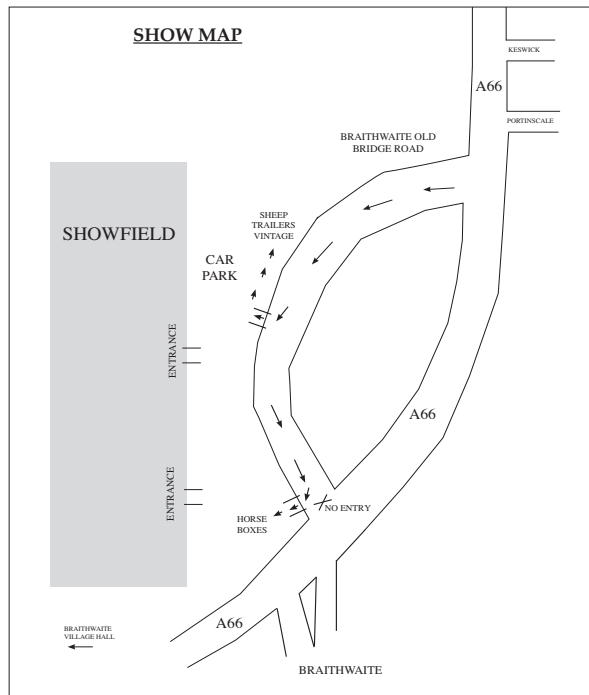 SHOW MAP
KESWICK
A66
PORTINSCALE
BRAITHWAITE OLD
BRIDGE ROAD
SHEEP
TRAILERS
VINTAGE
SHOWFIELD
CAR
PARK
ENTRANCE
A66
ENTRANCE
NO ENTRY
HORSE
BOXES
A66
BRAITHWAITE
VILLAGE HALL
BRAITHWAITE